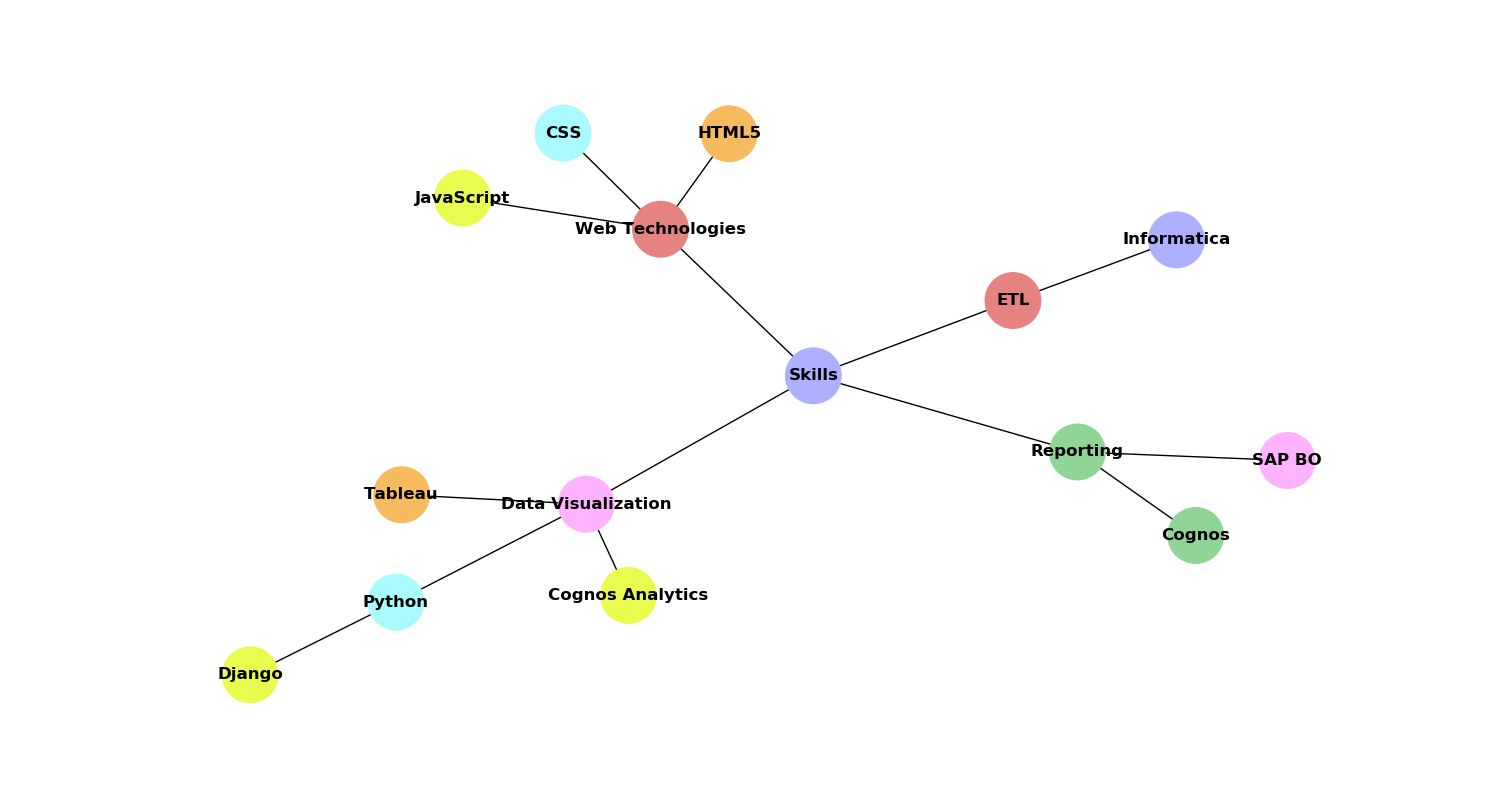 CSS
HTML5
JavaScript
Web Technologies
Informatica
ETL
Skills
Reporting
SAP BO
Tableau
Data Visualization
Cognos
Cognos Analytics
Python
Django